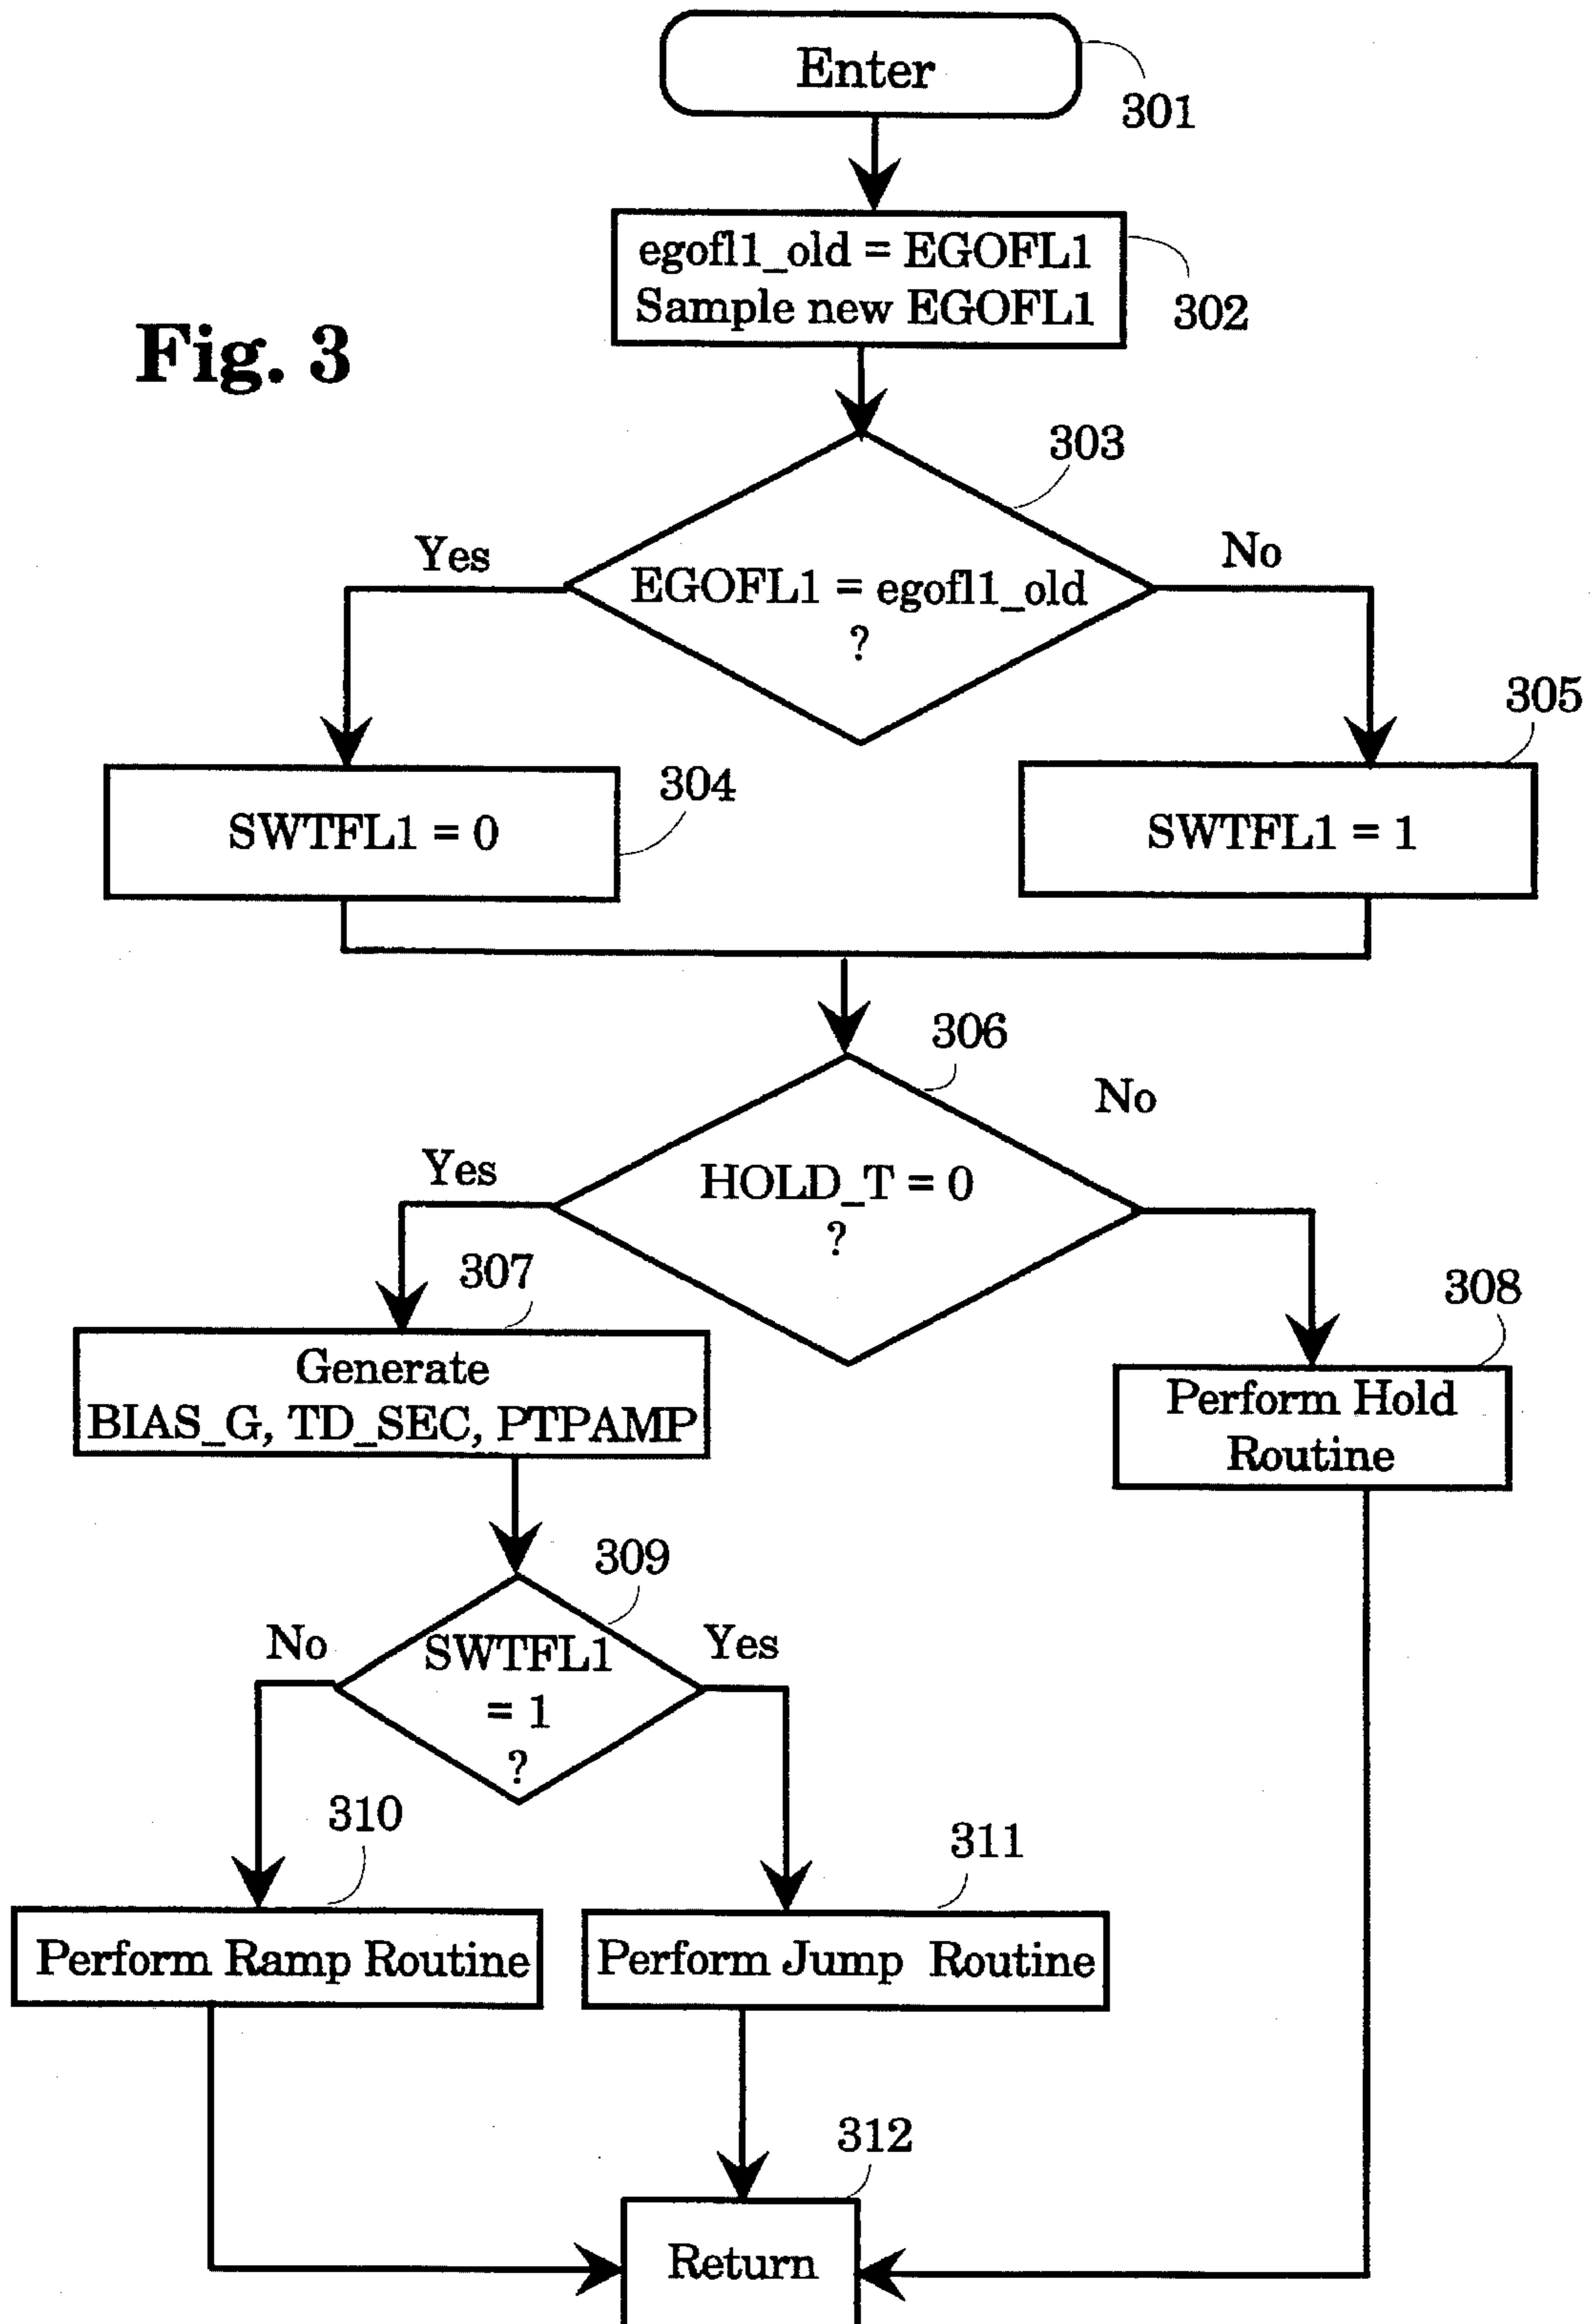 Enter
301
egofl1_old = EGOFL1
Sample new EGOFL1
302
Fig. 3
303
Yes
No
EGOFL1 = egofl1_old
?
305
304
SWTFL1 = 0
SWTFL1 = 1
306
No
Yes
HOLD_T = 0
?
307
308
Generate
BIAS_G, TD_SEC, PTPAMP
Perform Hold
Routine
309
No
Yes
SWTFL1
= 1
?
310
311
Perform Ramp Routine
Perform Jump Routine
312
Return